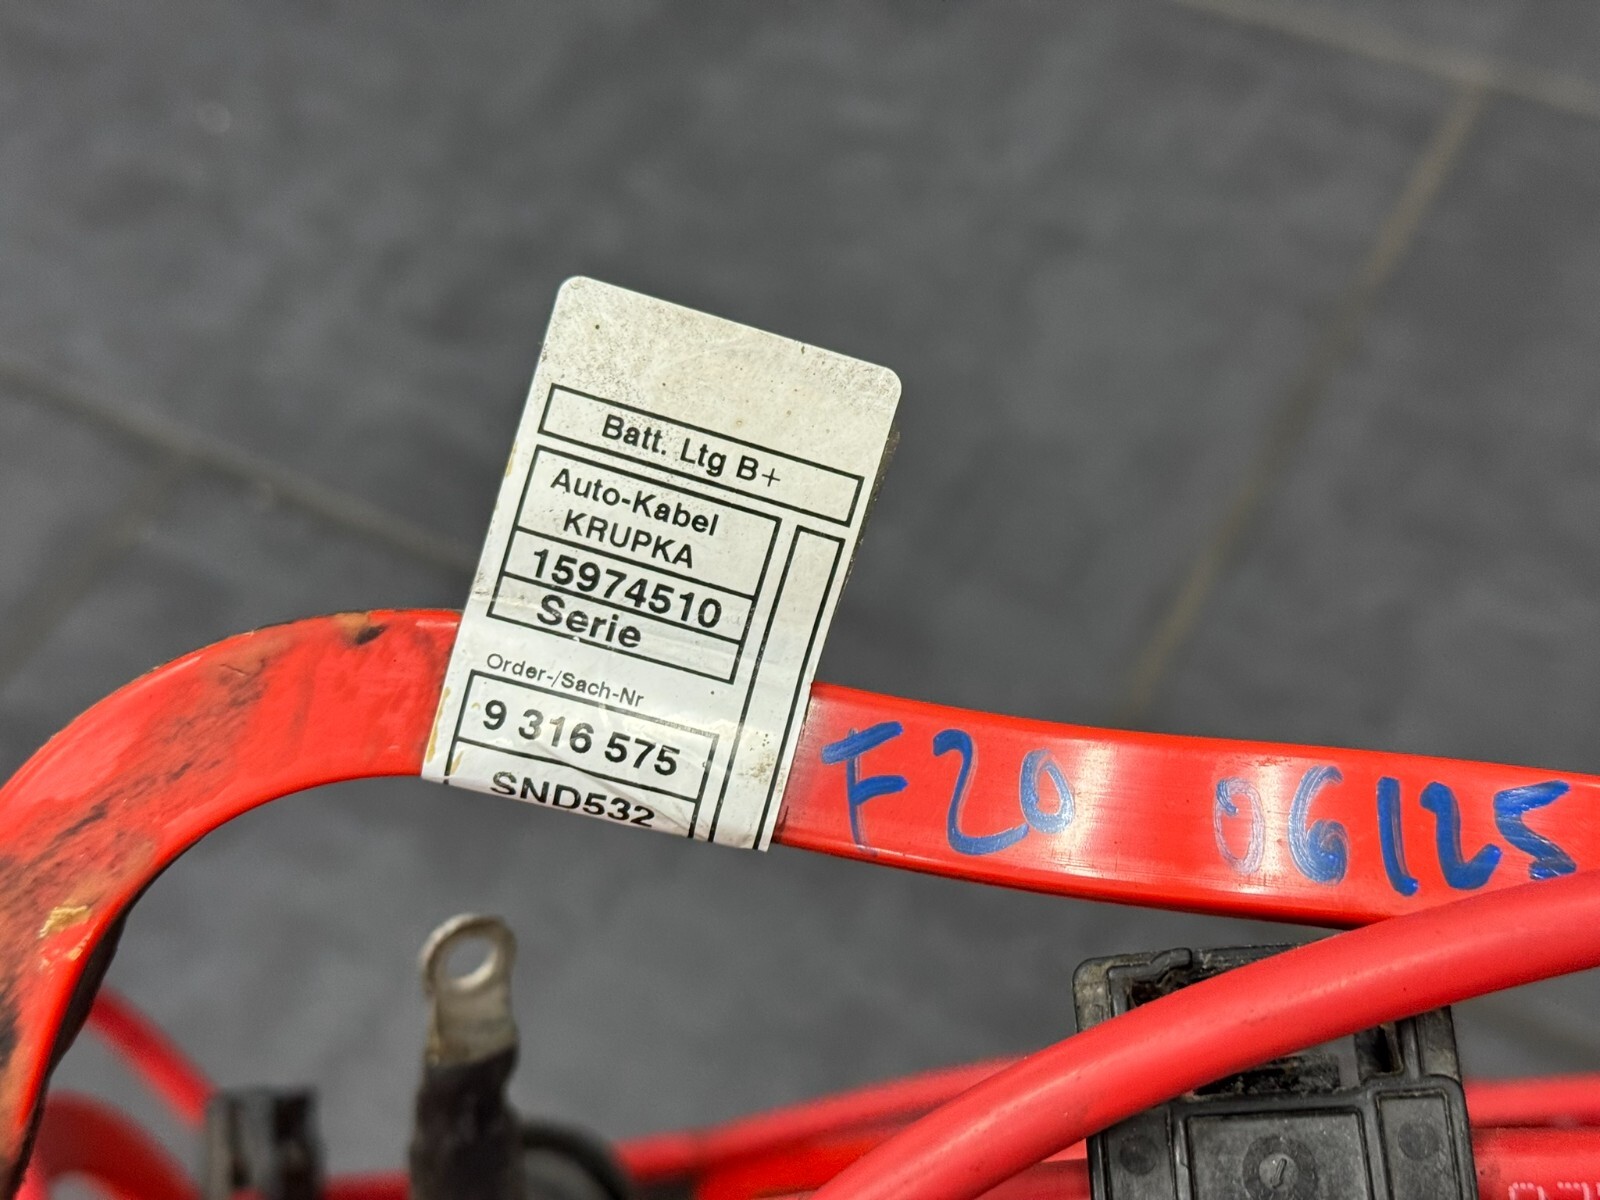 Batt. Ltg B+
Auto-Kabel
KRUPKA
15974510
Serie
Order-/Sach-Nr
9 316 575
SND532
F20 06125